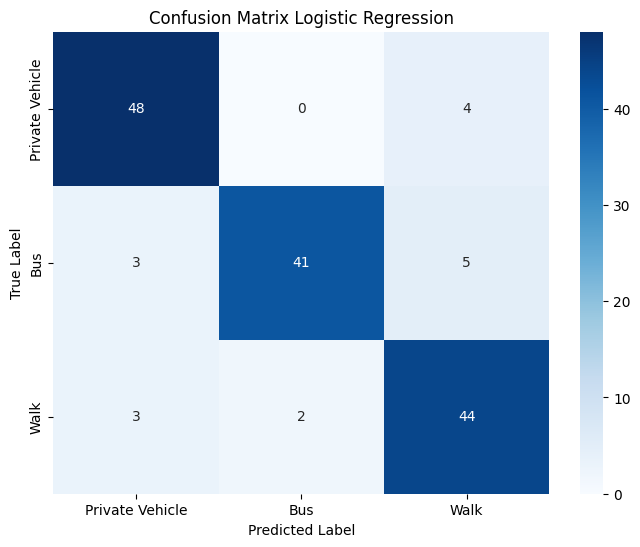 Confusion Matrix Logistic Regression
True Label
Private Vehicle
48 0 4
Bus
3 41 5
Walk
3 2 44
Private Vehicle Bus Walk
Predicted Label
40
30
20
10
0